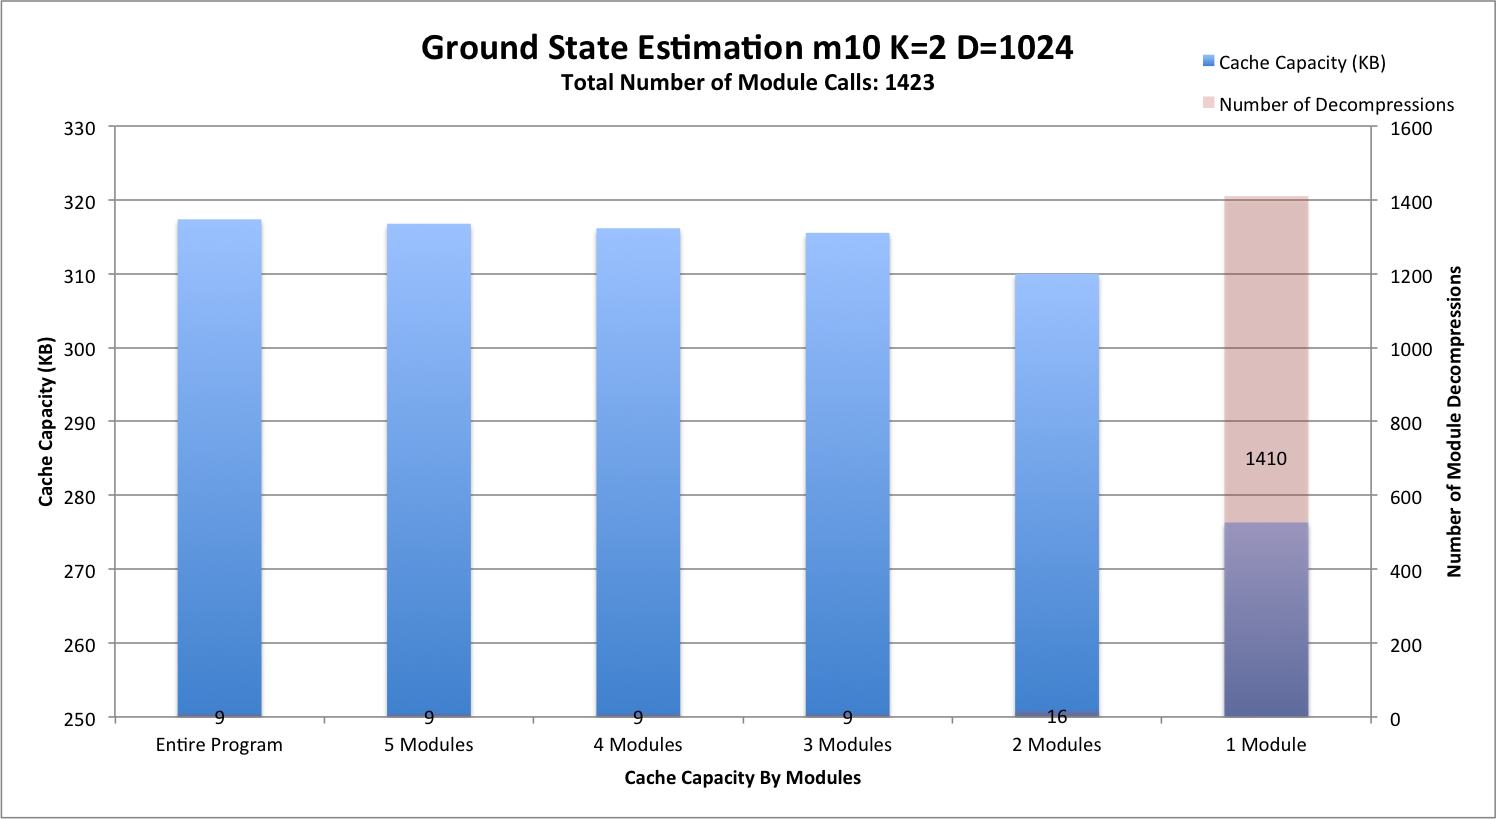 Ground State Estimation m10 K=2 D=1024
Total Number of Module Calls: 1423
Cache Capacity (KB)
Number of Decompressions
330
320
310
300
290
280
270
260
250
Cache Capacity (KB)
1600
1400
1200
1000
800
600
400
200
0
Number of Module Decompressions
9
9
9
9
16
1410
Entire Program
5 Modules
4 Modules
3 Modules
2 Modules
1 Module
Cache Capacity By Modules